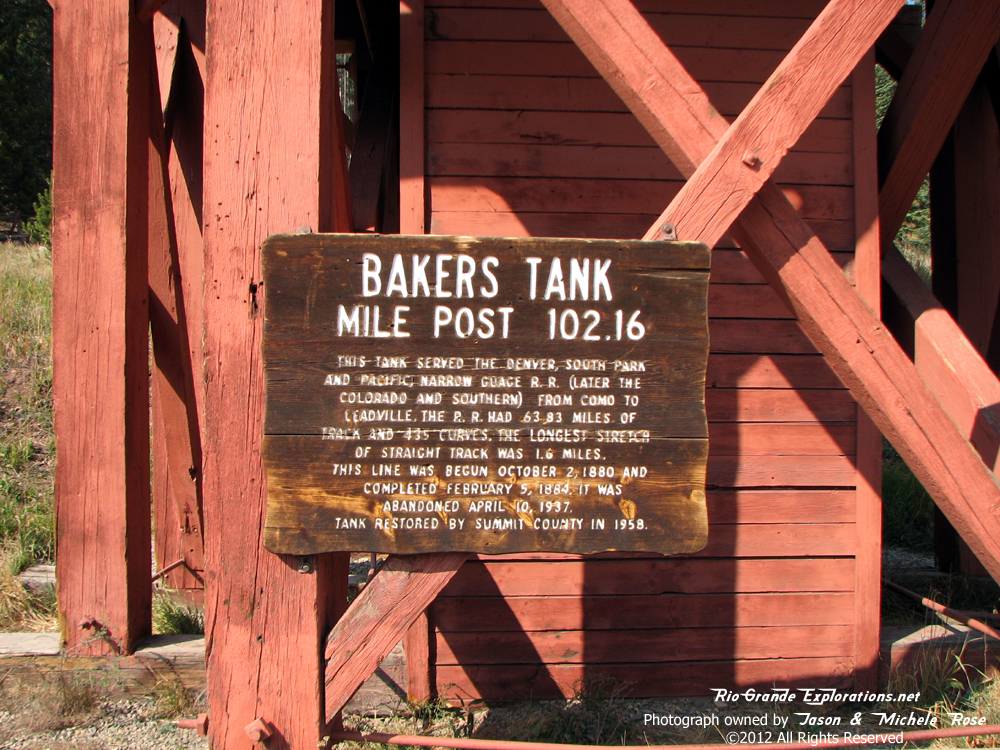 BAKERS TANK
MILE POST 102.16
THIS TANK SERVED THE DENVER, SOUTH PARK
AND PACIFIC, NARROW GUAGE R.R. (LATER THE
COLORADO AND SOUTHERN) FROM COMO TO
LEADVILLE. THE R.R. HAD 63.83 MILES OF
TRACK AND 435 CURVES. THE LONGEST STRETCH
OF STRAIGHT TRACK WAS 1.6 MILES.
THIS LINE WAS BEGUN OCTOBER 2, 1880 AND
COMPLETED FEBRUARY 5, 1884. IT WAS
ABANDONED APRIL 10, 1937.
TANK RESTORED BY SUMMIT COUNTY IN 1958.
Rio Grande Explorations.net
Photograph owned by Jason & Michele Rose
©2012 All Rights Reserved.